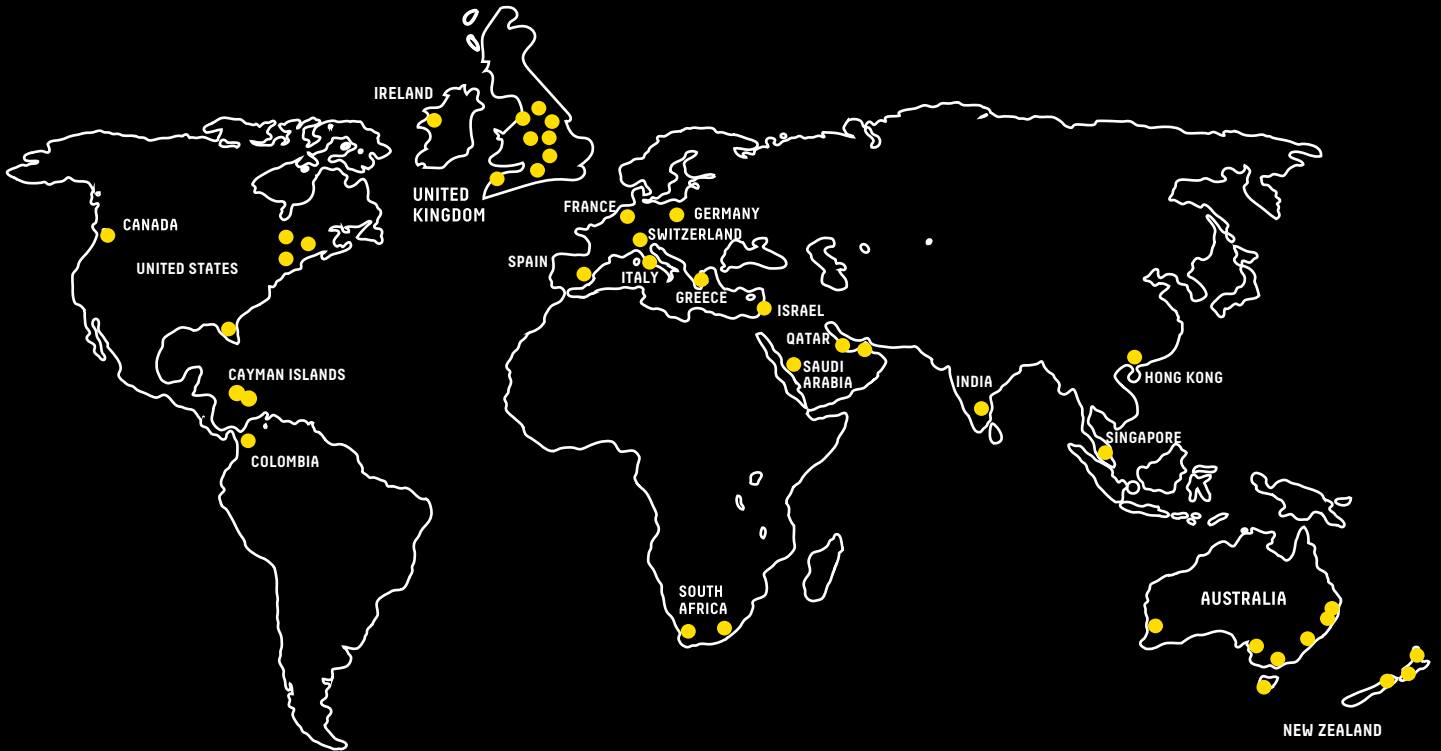 IRELAND
UNITED
KINGDOM
FRANCE
GERMANY
CANADA
SWITZERLAND
SPAIN
UNITED STATES
ITALY
GREECE
ISRAEL
QATAR
SAUDI
ARABIA
CAYMAN ISLANDS
INDIA
HONG KONG
SINGAPORE
COLOMBIA
SOUTH
AFRICA
AUSTRALIA
NEW ZEALAND